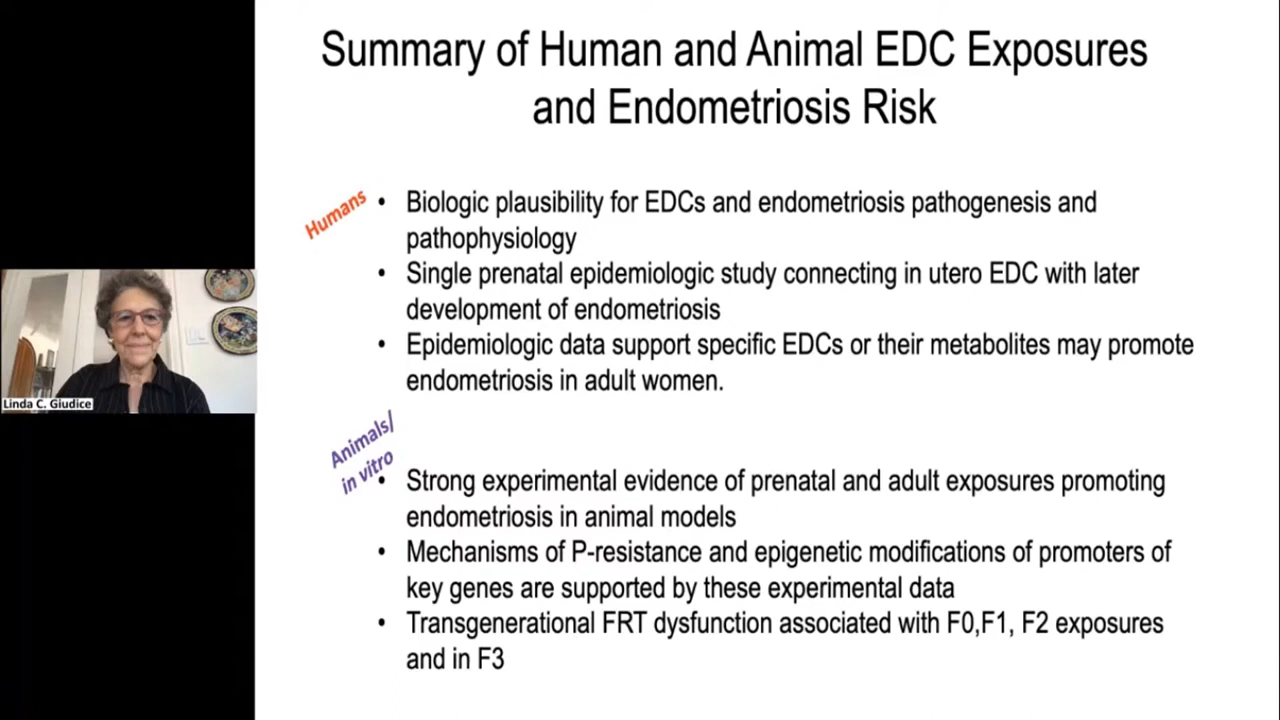 Summary of Human and Animal EDC Exposures
and Endometriosis Risk
Humans
• Biologic plausibility for EDCs and endometriosis pathogenesis and
pathophysiology
• Single prenatal epidemiologic study connecting in utero EDC with later
development of endometriosis
• Epidemiologic data support specific EDCs or their metabolites may promote
endometriosis in adult women.
Linda C. Giudice
Animals/
in vitro
• Strong experimental evidence of prenatal and adult exposures promoting
endometriosis in animal models
• Mechanisms of P-resistance and epigenetic modifications of promoters of
key genes are supported by these experimental data
• Transgenerational FRT dysfunction associated with F0,F1, F2 exposures
and in F3